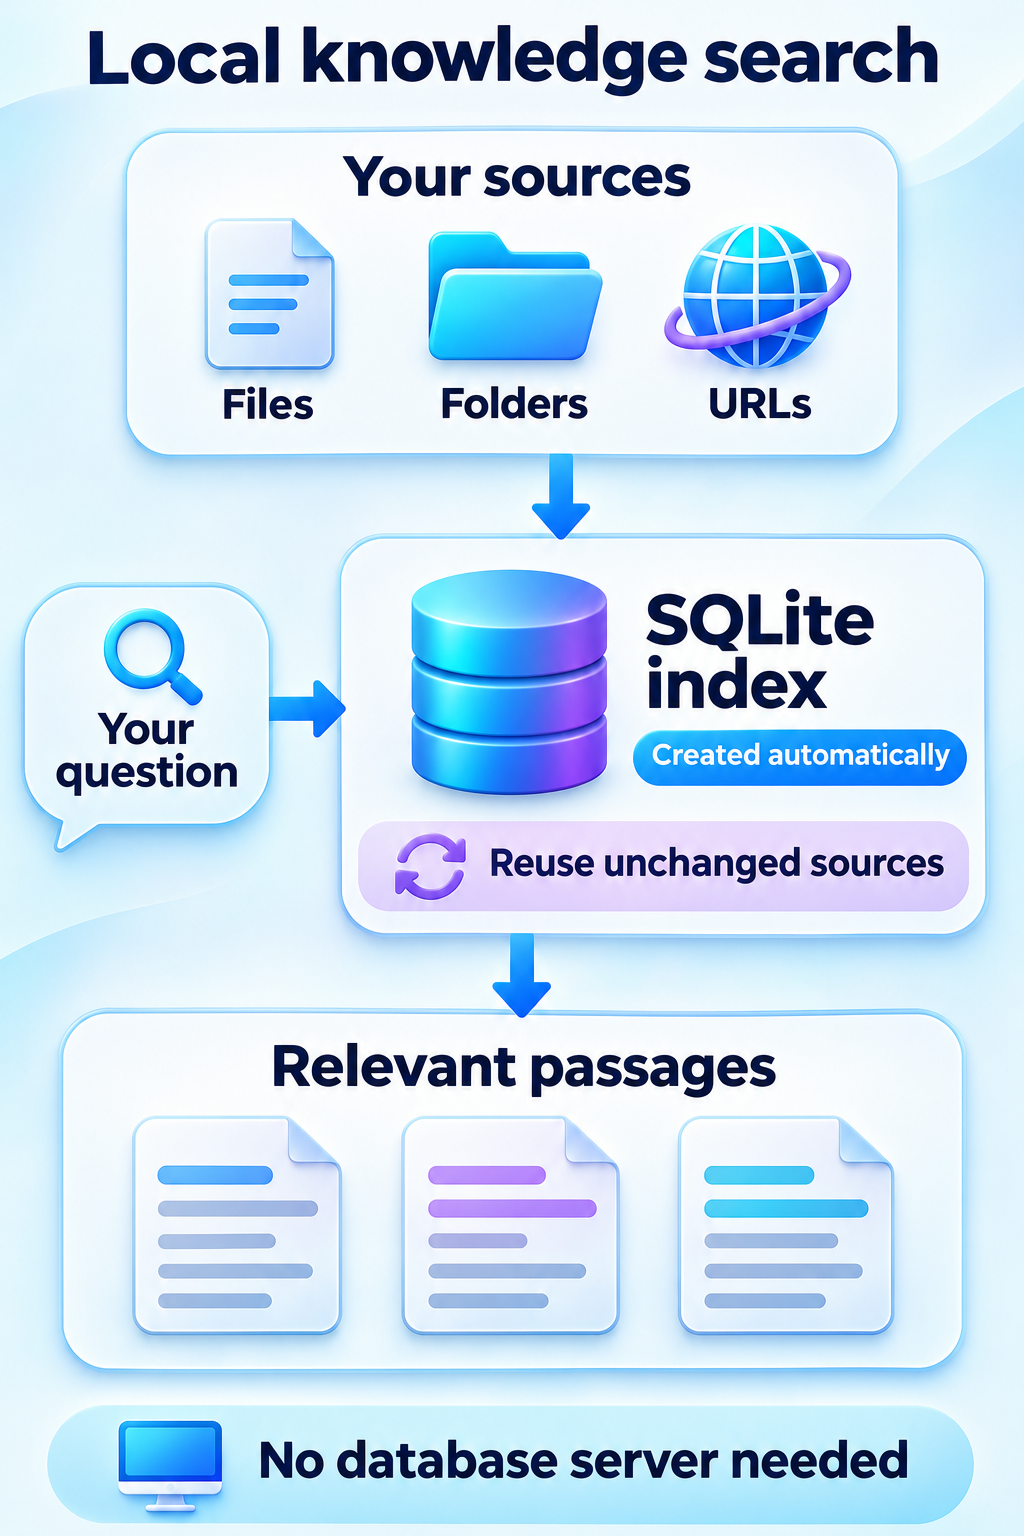 Local knowledge search
Your sources
Files
Folders
URLs
Your
question
SQLite
index
Created automatically
Reuse unchanged sources
Relevant passages
No database server needed